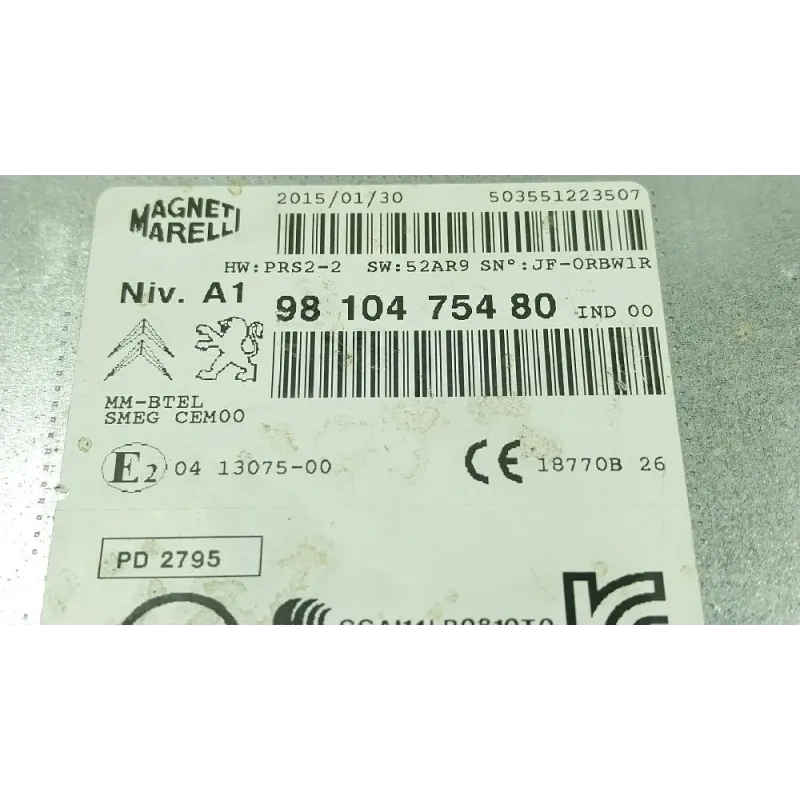 MAGNETI
MARELLI
2015/01/30 503551223507
HW:PRS2-2 SW:52AR9 SN°:JF-0RBW1R
Niv. A1 98 104 754 80 IND 00
MM-BTEL
SMEG CEM00
E2 04 13075-00 CE 18770B 26
PD 2795